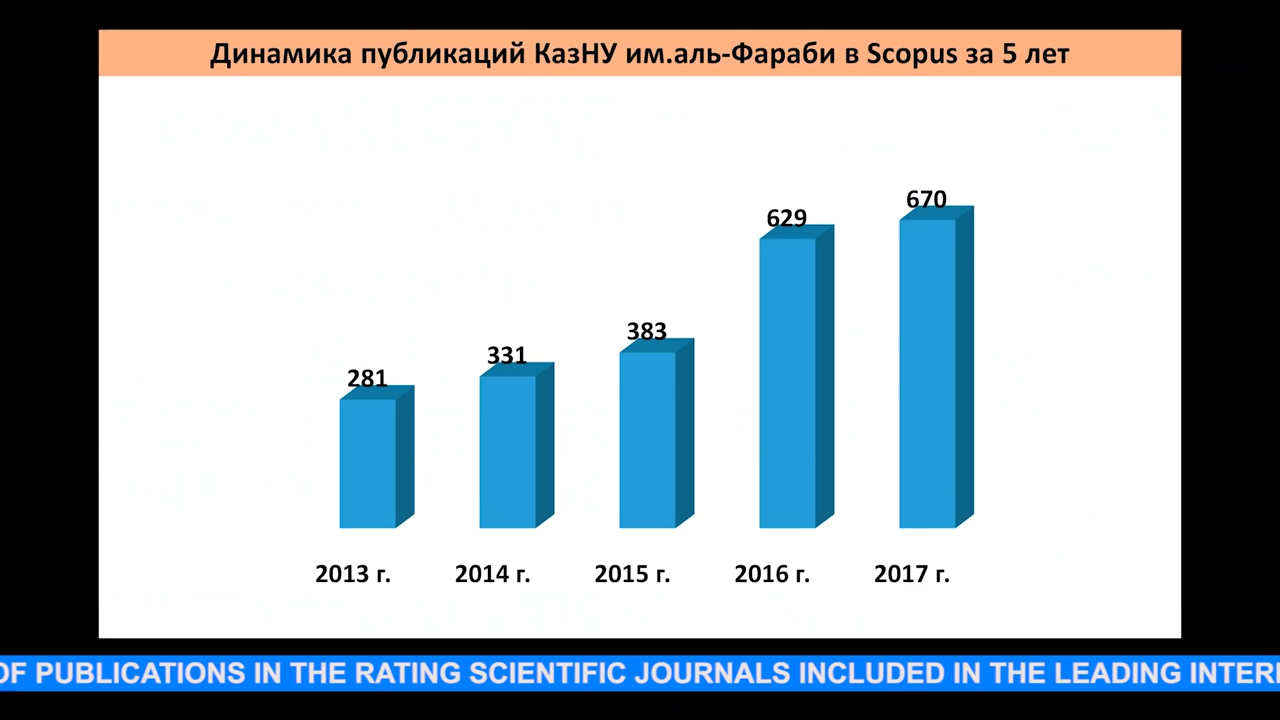 Динамика публикаций КазНУ им.аль-Фараби в Scopus за 5 лет
670
629
383
331
281
2013 г. 2014 г. 2015 г. 2016 г. 2017 г.
OF PUBLICATIONS IN THE RATING SCIENTIFIC JOURNALS INCLUDED IN THE LEADING